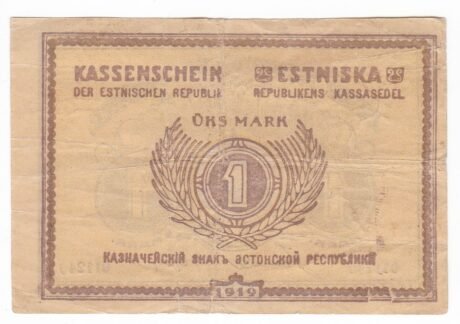 KASSENSCHEIN ESTNISKA
DER ESTNISCHEN REPUBLIK REPUBLIKENS KASSASEDEL
ÜKS MARK
1
КАЗНАЧЕЙСКІЙ ЗНАКЪ ЭСТОНСКОЙ РЕСПУБЛИКИ
1919